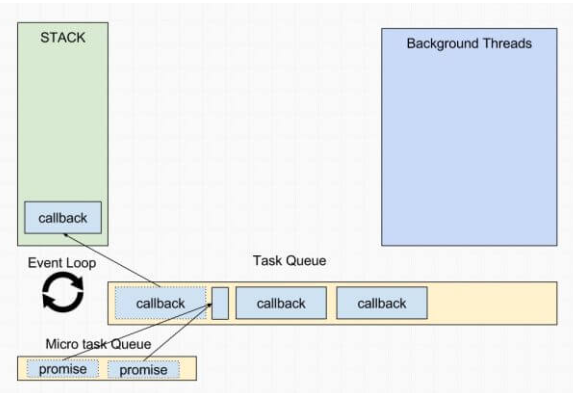 STACK
Background Threads
callback
Event Loop
Task Queue
callback
callback
callback
Micro task Queue
promise
promise